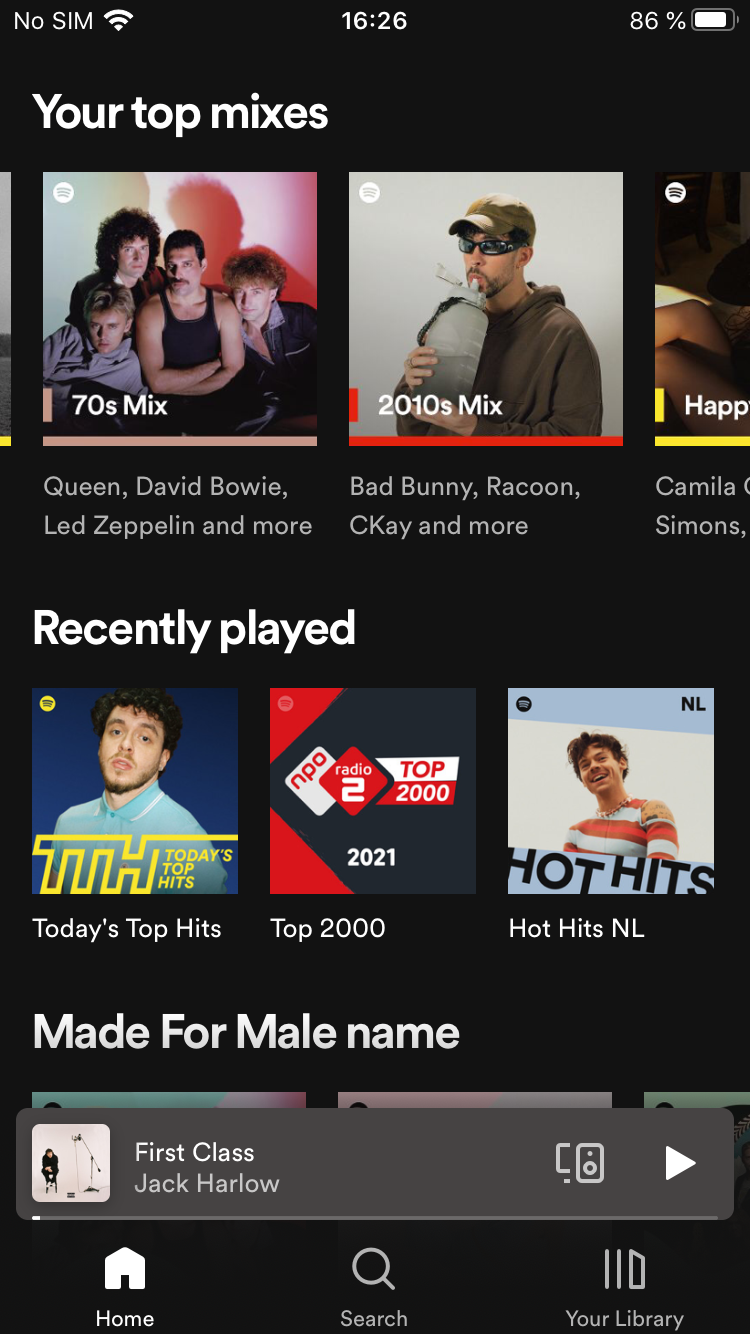 No SIM 16:26 86 %
Your top mixes
70s Mix
2010s Mix
Happ
Queen, David Bowie,
Led Zeppelin and more
Bad Bunny, Racoon,
CKay and more
Camila
Simons,
Recently played
TTH TODAY'S
TOP
HITS
npo radio
2
TOP
2000
2021
NL
HOT HITS
Today's Top Hits
Top 2000
Hot Hits NL
Made For Male name
First Class
Jack Harlow
Home
Search
Your Library